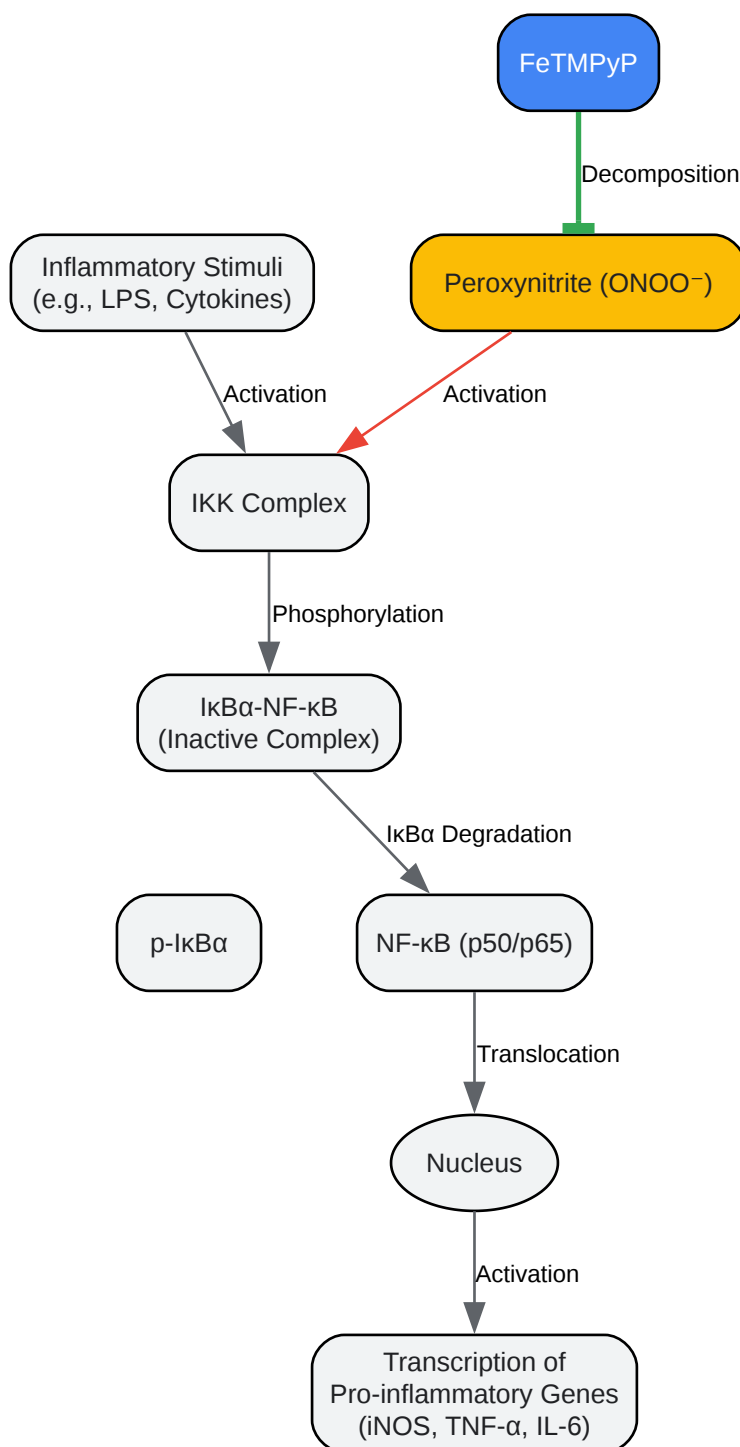 FeTMPyP
Decomposition
Inflammatory Stimuli
(e.g., LPS, Cytokines)
Peroxynitrite (ONOO⁻)
Activation
Activation
IKK Complex
Phosphorylation
IκBα-NF-κB
(Inactive Complex)
IκBα Degradation
p-IκBα
NF-κB (p50/p65)
Translocation
Nucleus
Activation
Transcription of
Pro-inflammatory Genes
(iNOS, TNF-α, IL-6)